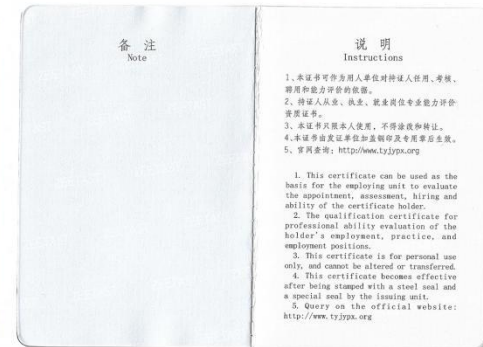 备 注
Note
说 明
Instructions
1、本证书可作为用人单位对持证人任用、考核、
聘用和能力评价的依据。
2、持证人从业、执业、就业岗位专业能力评价
资质证书。
3、本证书只限本人使用，不得涂改和转让。
4、本证书由发证单位加盖钢印及专用章后生效。
5、官网查询：http://www.tyjypx.org
1. This certificate can be used as the
basis for the employing unit to evaluate
the appointment, assessment, hiring and
ability of the certificate holder.
2. The qualification certificate for
professional ability evaluation of the
holder's employment, practice, and
employment positions.
3. This certificate is for personal use
only, and cannot be altered or transferred.
4. This certificate becomes effective
after being stamped with a steel seal and
a special seal by the issuing unit.
5. Query on the official website:
http://www.tyjypx.org